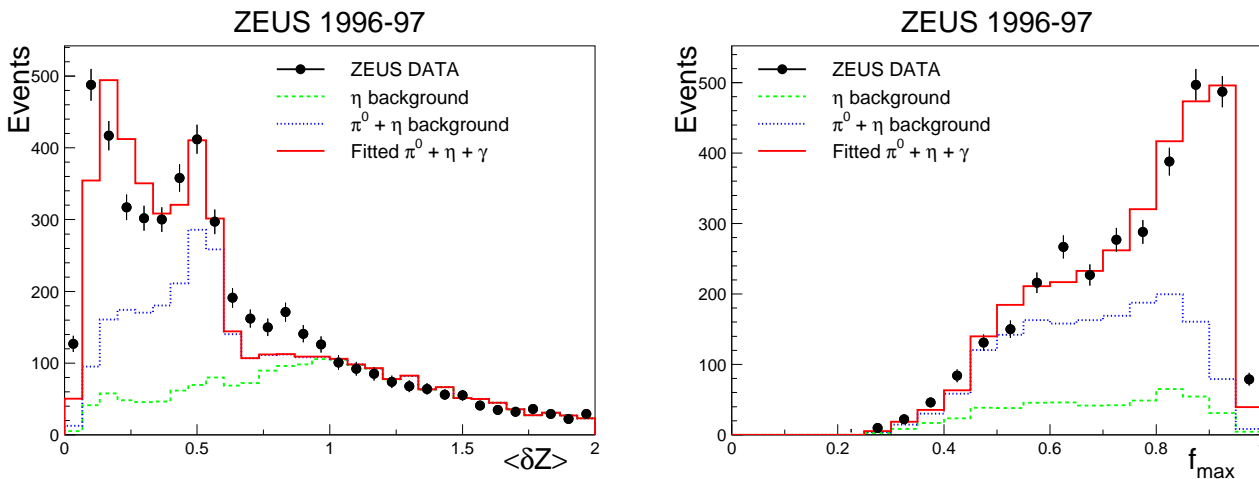 ZEUS 1996-97
Events
500
400
300
200
100
0
ZEUS DATA
η background
π⁰ + η background
Fitted π⁰ + η + γ
0 0.5 1 1.5 2
<δZ>
ZEUS 1996-97
Events
500
400
300
200
100
0
ZEUS DATA
η background
π⁰ + η background
Fitted π⁰ + η + γ
0 0.2 0.4 0.6 0.8
f_max